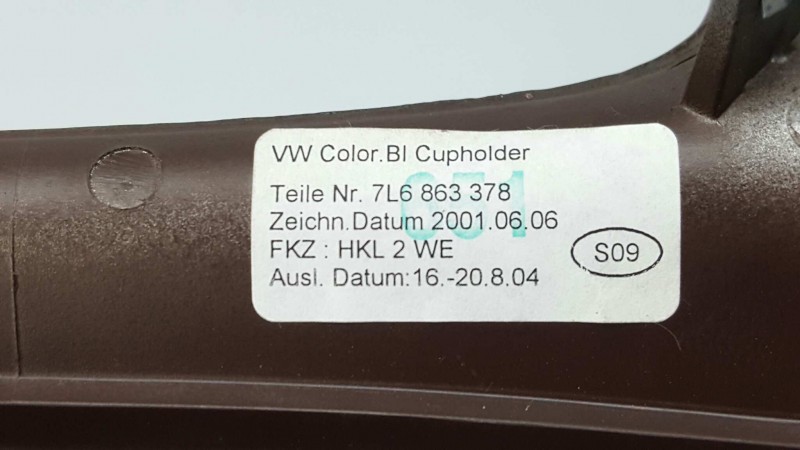 VW Color.Bl Cupholder
Teile Nr. 7L6 863 378
Zeichn.Datum 2001.06.06
FKZ : HKL 2 WE
Ausl. Datum:16.-20.8.04
S09